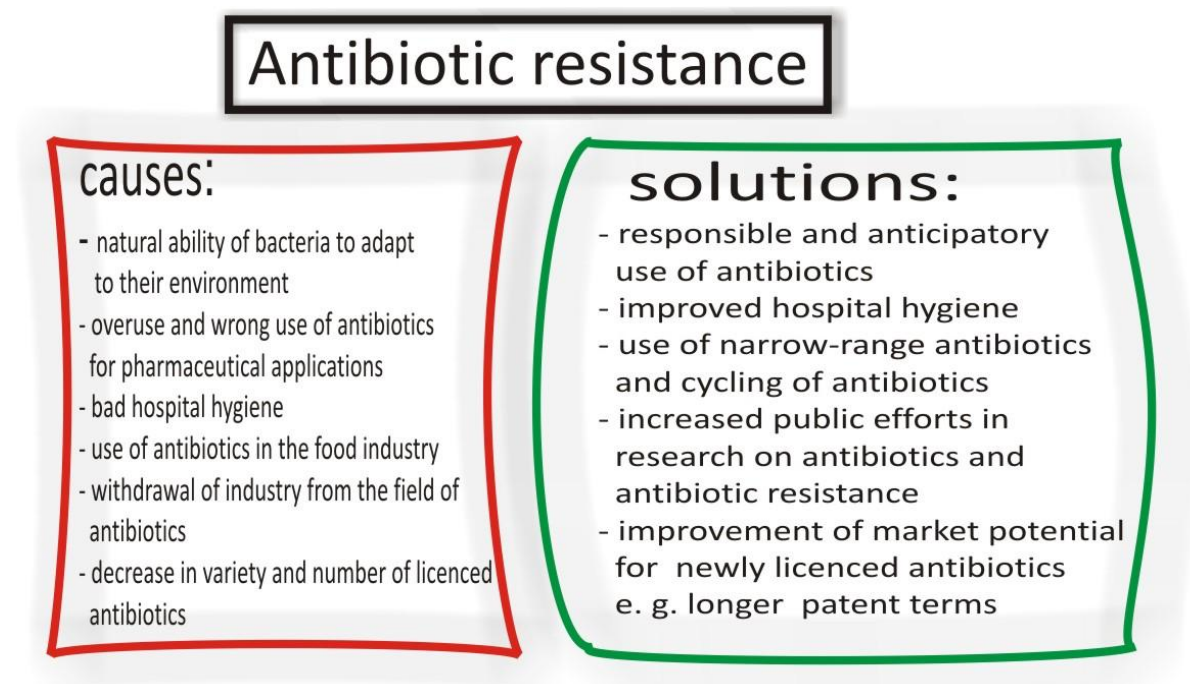 Antibiotic resistance
causes:
- natural ability of bacteria to adapt
to their environment
- overuse and wrong use of antibiotics
for pharmaceutical applications
- bad hospital hygiene
- use of antibiotics in the food industry
- withdrawal of industry from the field of
antibiotics
- decrease in variety and number of licenced
antibiotics
solutions:
- responsible and anticipatory
use of antibiotics
- improved hospital hygiene
- use of narrow-range antibiotics
and cycling of antibiotics
- increased public efforts in
research on antibiotics and
antibiotic resistance
- improvement of market potential
for newly licenced antibiotics
e. g. longer patent terms